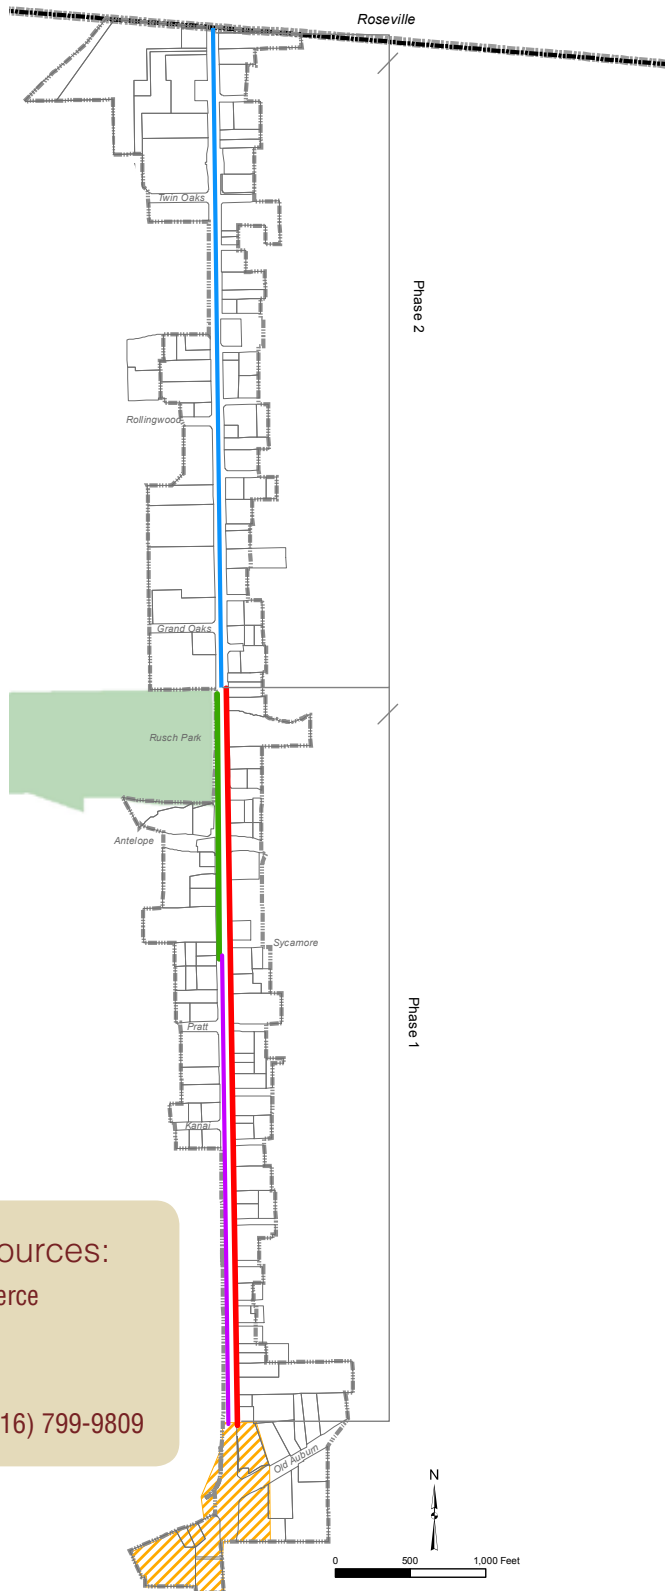 Roseville
Phase 2
Twin Oaks
Rollingwood
Grand Oaks
Rusch Park
Antelope
Sycamore
Phase 1
Pratt
Kanai
ources:
erce
16) 799-9809
Old Auburn
N
0 500 1,000 Feet